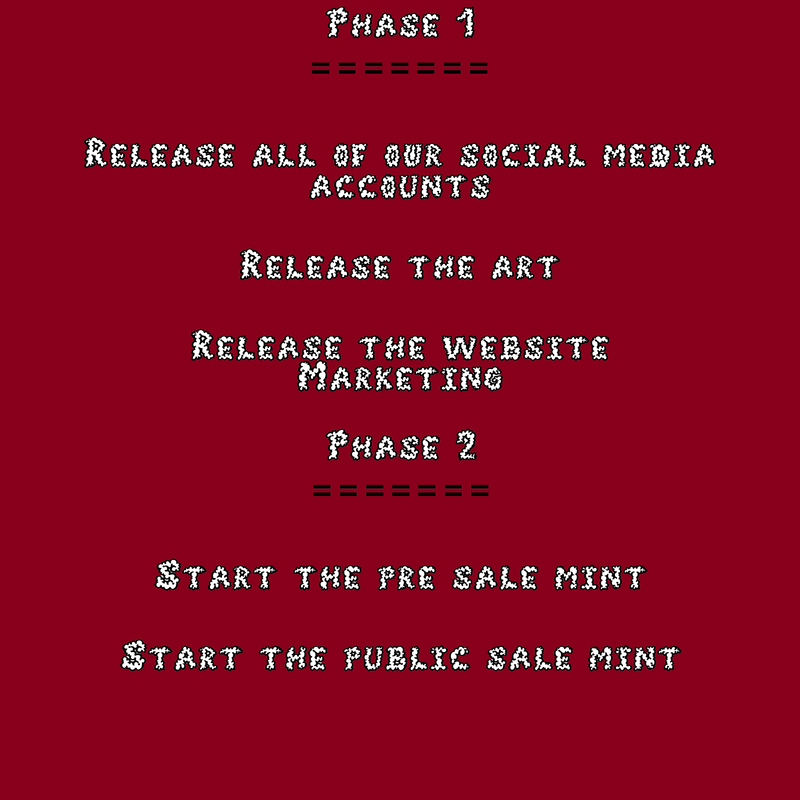 Phase 1
=======
Release all of our social media
accounts
Release the art
Release the website
Marketing
Phase 2
=======
Start the pre sale mint
Start the public sale mint